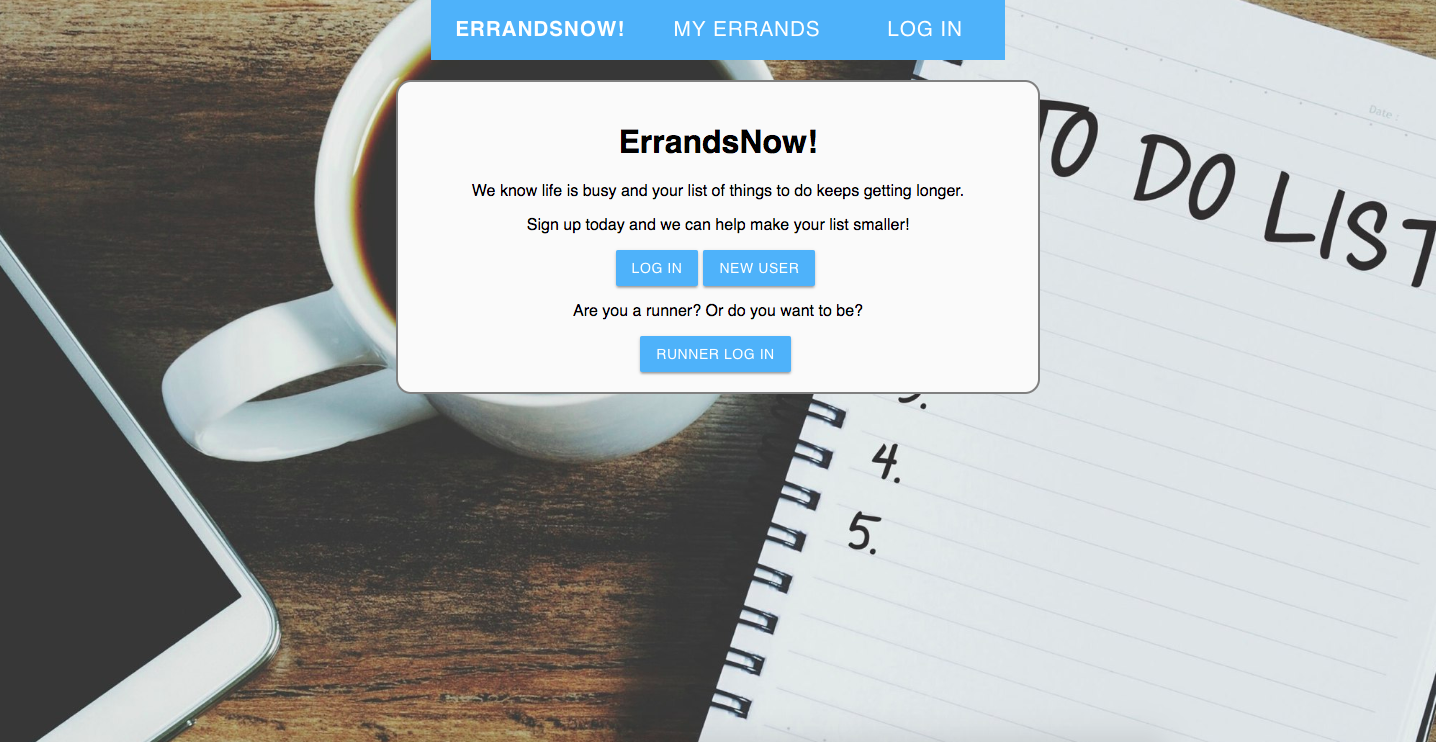 ERRANDSNOW! MY ERRANDS LOG IN
ErrandsNow!
We know life is busy and your list of things to do keeps getting longer.
Sign up today and we can help make your list smaller!
LOG IN NEW USER
Are you a runner? Or do you want to be?
RUNNER LOG IN
Date :
TO DO LIST
3.
4.
5.